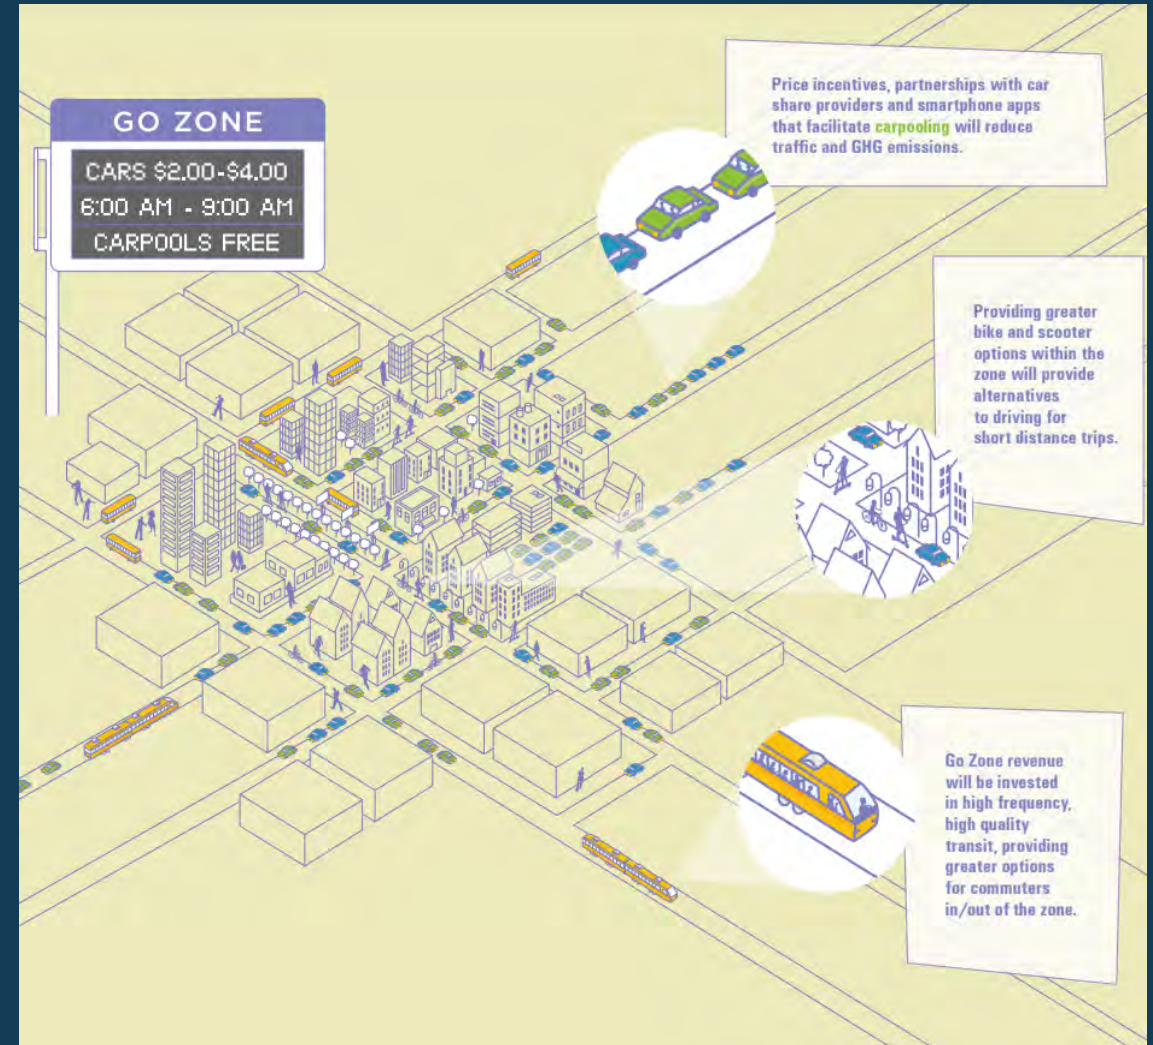 GO ZONE
CARS $2.00-$4.00
6:00 AM - 9:00 AM
CARPOOLS FREE
Price incentives, partnerships with car
share providers and smartphone apps
that facilitate carpooling will reduce
traffic and GHG emissions.
Providing greater
bike and scooter
options within the
zone will provide
alternatives
to driving for
short distance trips.
Go Zone revenue
will be invested
in high frequency,
high quality
transit, providing
greater options
for commuters
in/out of the zone.